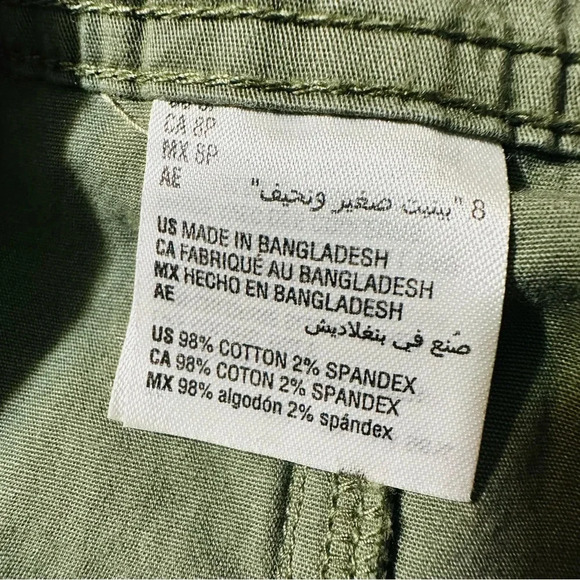 CA 8P
MX 8P
AE
8 "بيتيت صغير ونحيف"
US MADE IN BANGLADESH
CA FABRIQUÉ AU BANGLADESH
MX HECHO EN BANGLADESH
AE
صُنع في بنغلاديش
US 98% COTTON 2% SPANDEX
CA 98% COTON 2% SPANDEX
MX 98% algodón 2% spándex